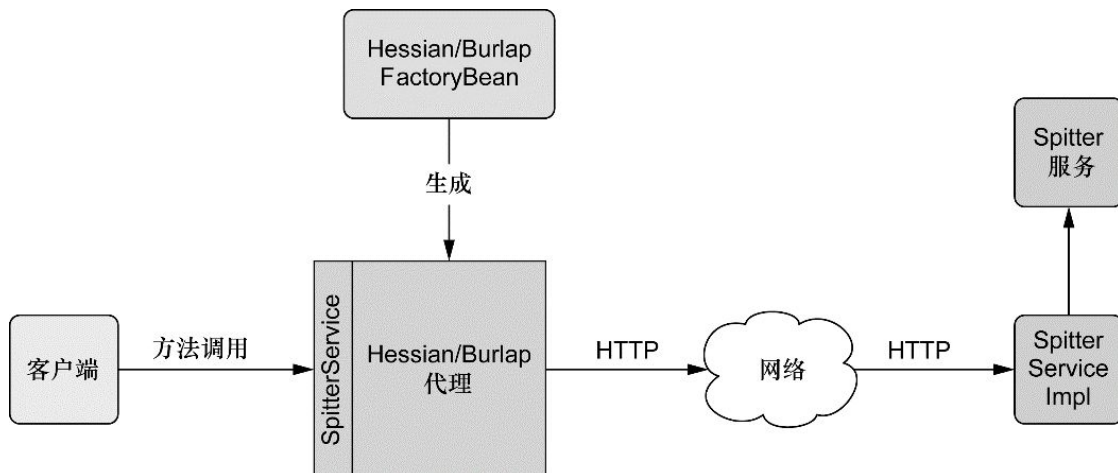 Hessian/Burlap
FactoryBean
生成
Spitter
服务
客户端
方法调用
SpitterService
Hessian/Burlap
代理
HTTP
网络
HTTP
Spitter
Service
Impl